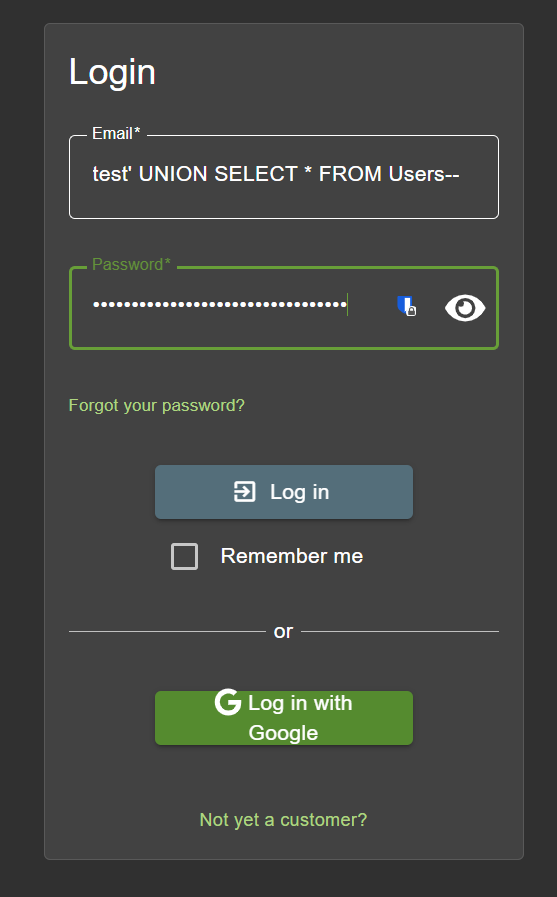 Login
Email*
test' UNION SELECT * FROM Users--
Password*
•••••••••••••••••••••••••••••••••
Forgot your password?
Log in
Remember me
or
Log in with
Google
Not yet a customer?